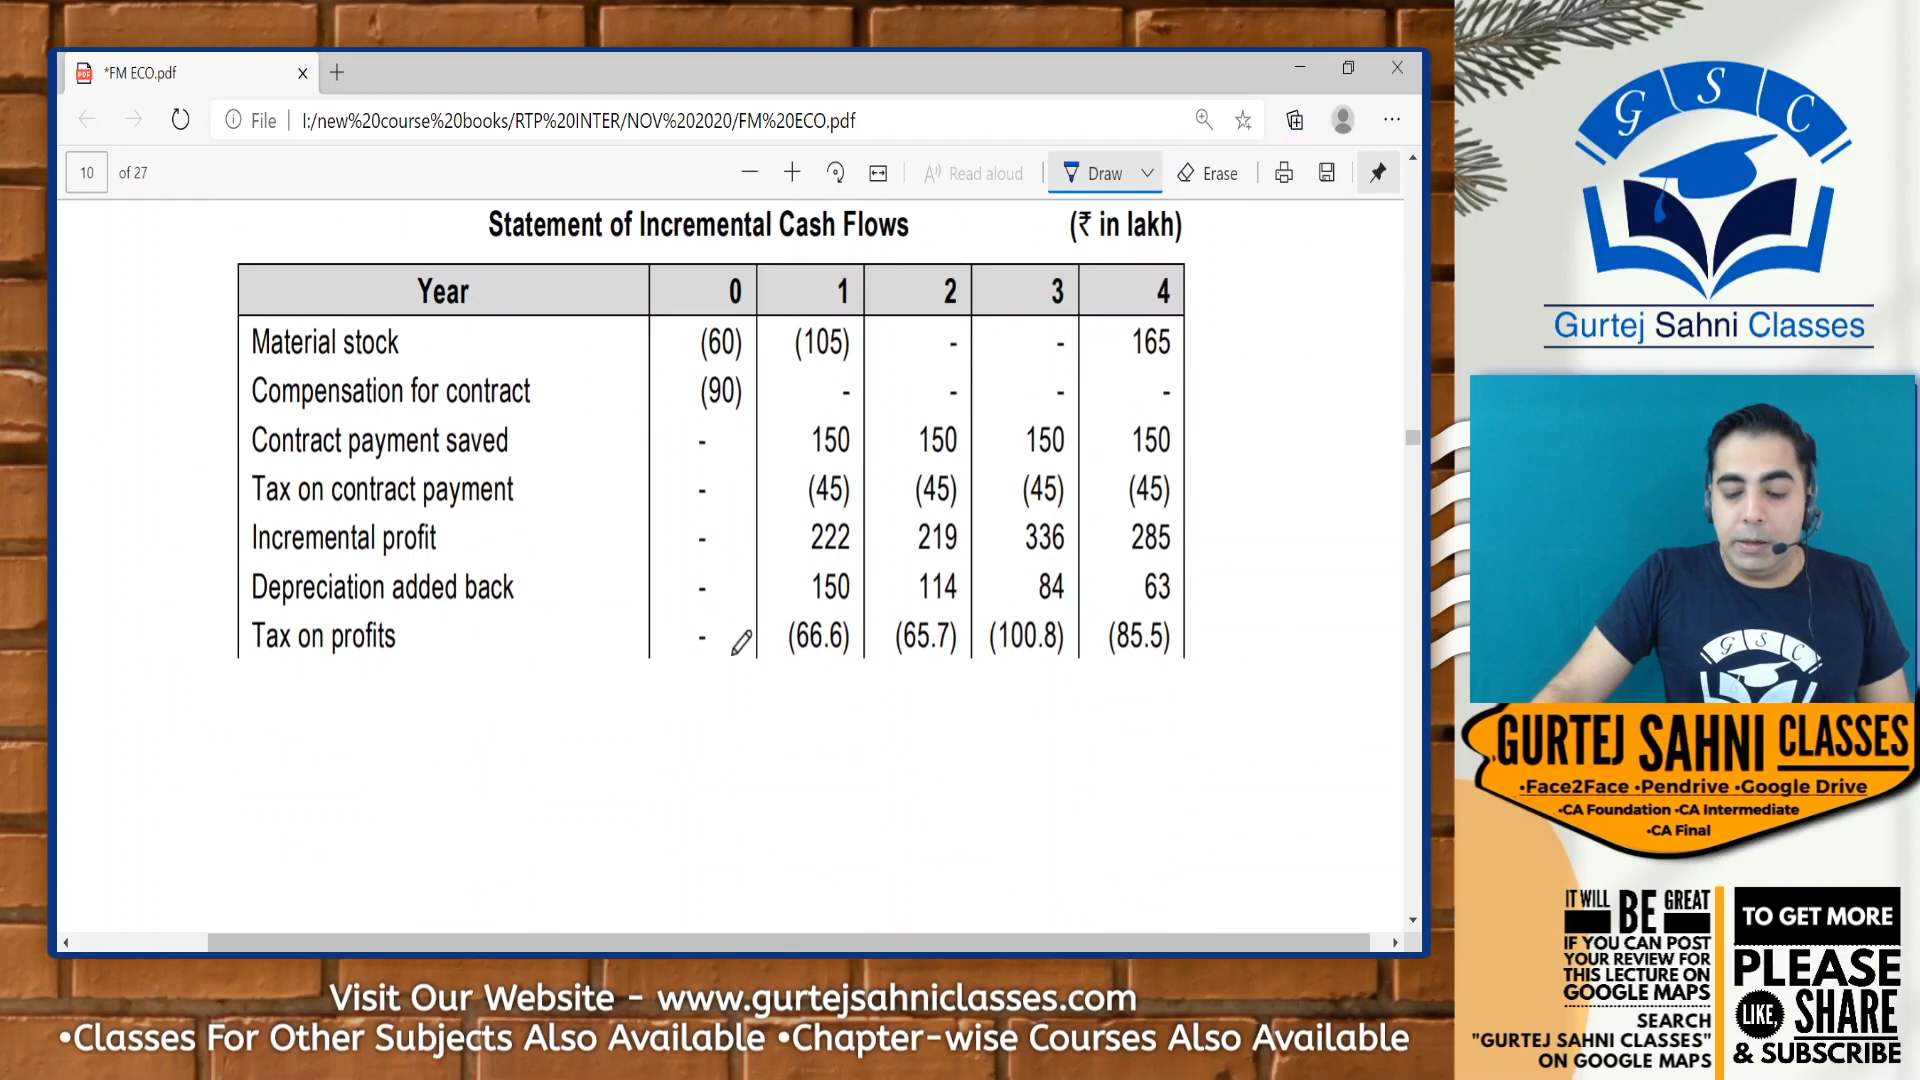 *FM ECO.pdf
File
I:/new%20course%20books/RTP%20INTER/NOV%202020/FM%20ECO.pdf
10 of 27
Read aloud
Draw
Erase
Statement of Incremental Cash Flows (₹ in lakh)
Year 0 1 2 3 4
Material stock (60) (105) - - 165
Compensation for contract (90) - - - -
Contract payment saved - 150 150 150 150
Tax on contract payment - (45) (45) (45) (45)
Incremental profit - 222 219 336 285
Depreciation added back - 150 114 84 63
Tax on profits - (66.6) (65.7) (100.8) (85.5)
G S C
Gurtej Sahni Classes
G S C
GURTEJ SAHNI CLASSES
•Face2Face •Pendrive •Google Drive
•CA Foundation •CA Intermediate
•CA Final
IT WILL BE GREAT
IF YOU CAN POST
YOUR REVIEW FOR
THIS LECTURE ON
GOOGLE MAPS
SEARCH
"GURTEJ SAHNI CLASSES"
ON GOOGLE MAPS
TO GET MORE
PLEASE
LIKE, SHARE
& SUBSCRIBE
Visit Our Website - www.gurtejsahniclasses.com
•Classes For Other Subjects Also Available •Chapter-wise Courses Also Available